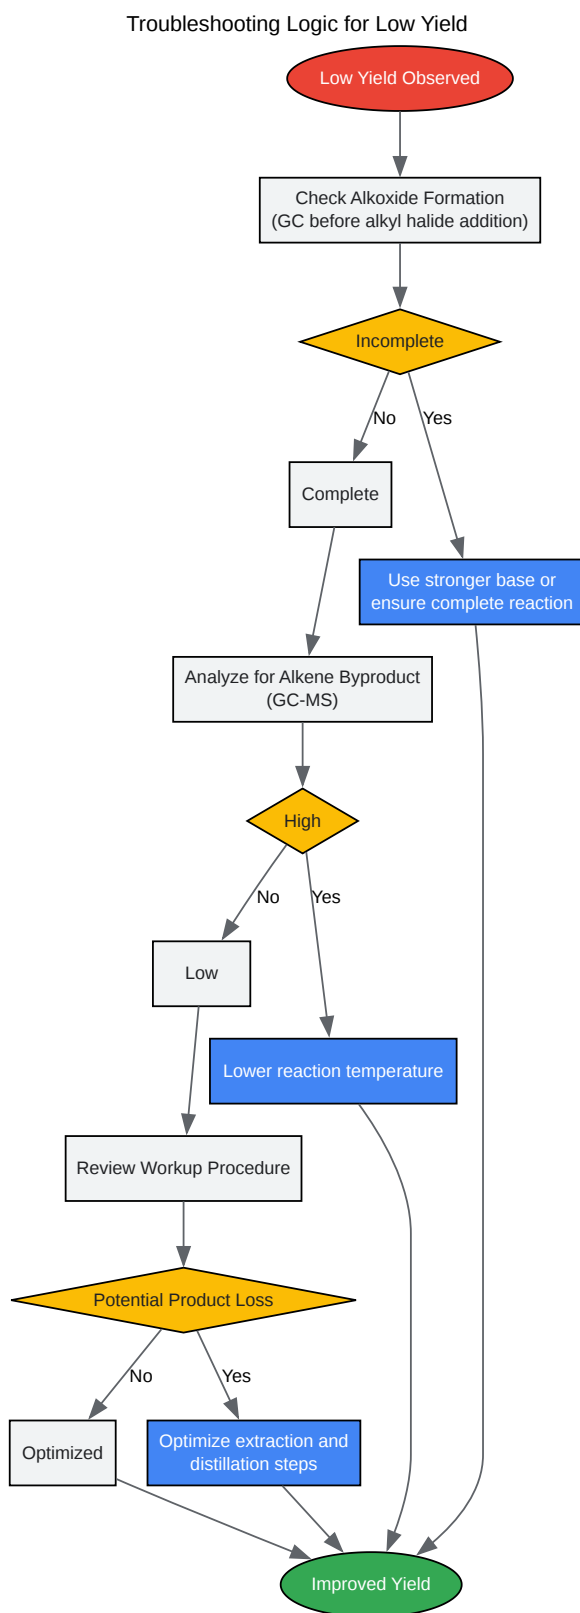 Troubleshooting Logic for Low Yield
Low Yield Observed
Check Alkoxide Formation
(GC before alkyl halide addition)
Incomplete
No
Yes
Complete
Use stronger base or
ensure complete reaction
Analyze for Alkene Byproduct
(GC-MS)
High
No
Yes
Low
Lower reaction temperature
Review Workup Procedure
Potential Product Loss
No
Yes
Optimized
Optimize extraction and
distillation steps
Improved Yield